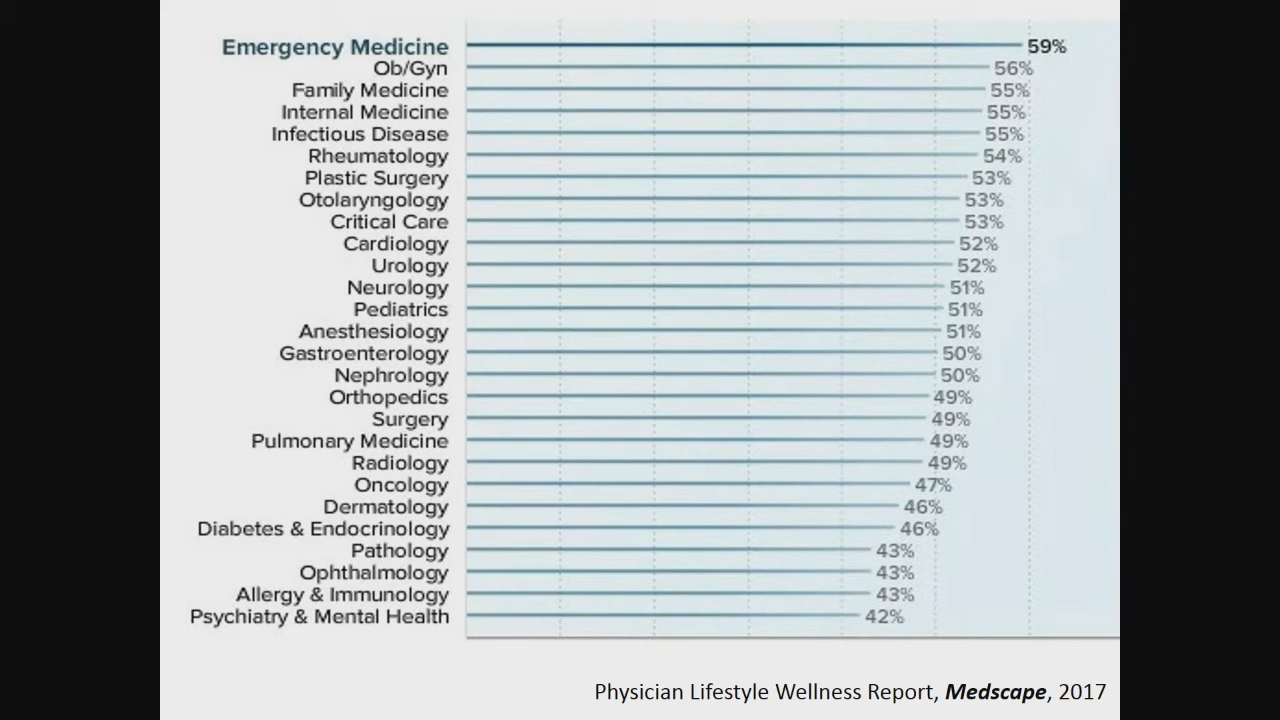 Emergency Medicine 59%
Ob/Gyn 56%
Family Medicine 55%
Internal Medicine 55%
Infectious Disease 55%
Rheumatology 54%
Plastic Surgery 53%
Otolaryngology 53%
Critical Care 53%
Cardiology 52%
Urology 52%
Neurology 51%
Pediatrics 51%
Anesthesiology 51%
Gastroenterology 50%
Nephrology 50%
Orthopedics 49%
Surgery 49%
Pulmonary Medicine 49%
Radiology 49%
Oncology 47%
Dermatology 46%
Diabetes & Endocrinology 46%
Pathology 43%
Ophthalmology 43%
Allergy & Immunology 43%
Psychiatry & Mental Health 42%
Physician Lifestyle Wellness Report, Medscape, 2017